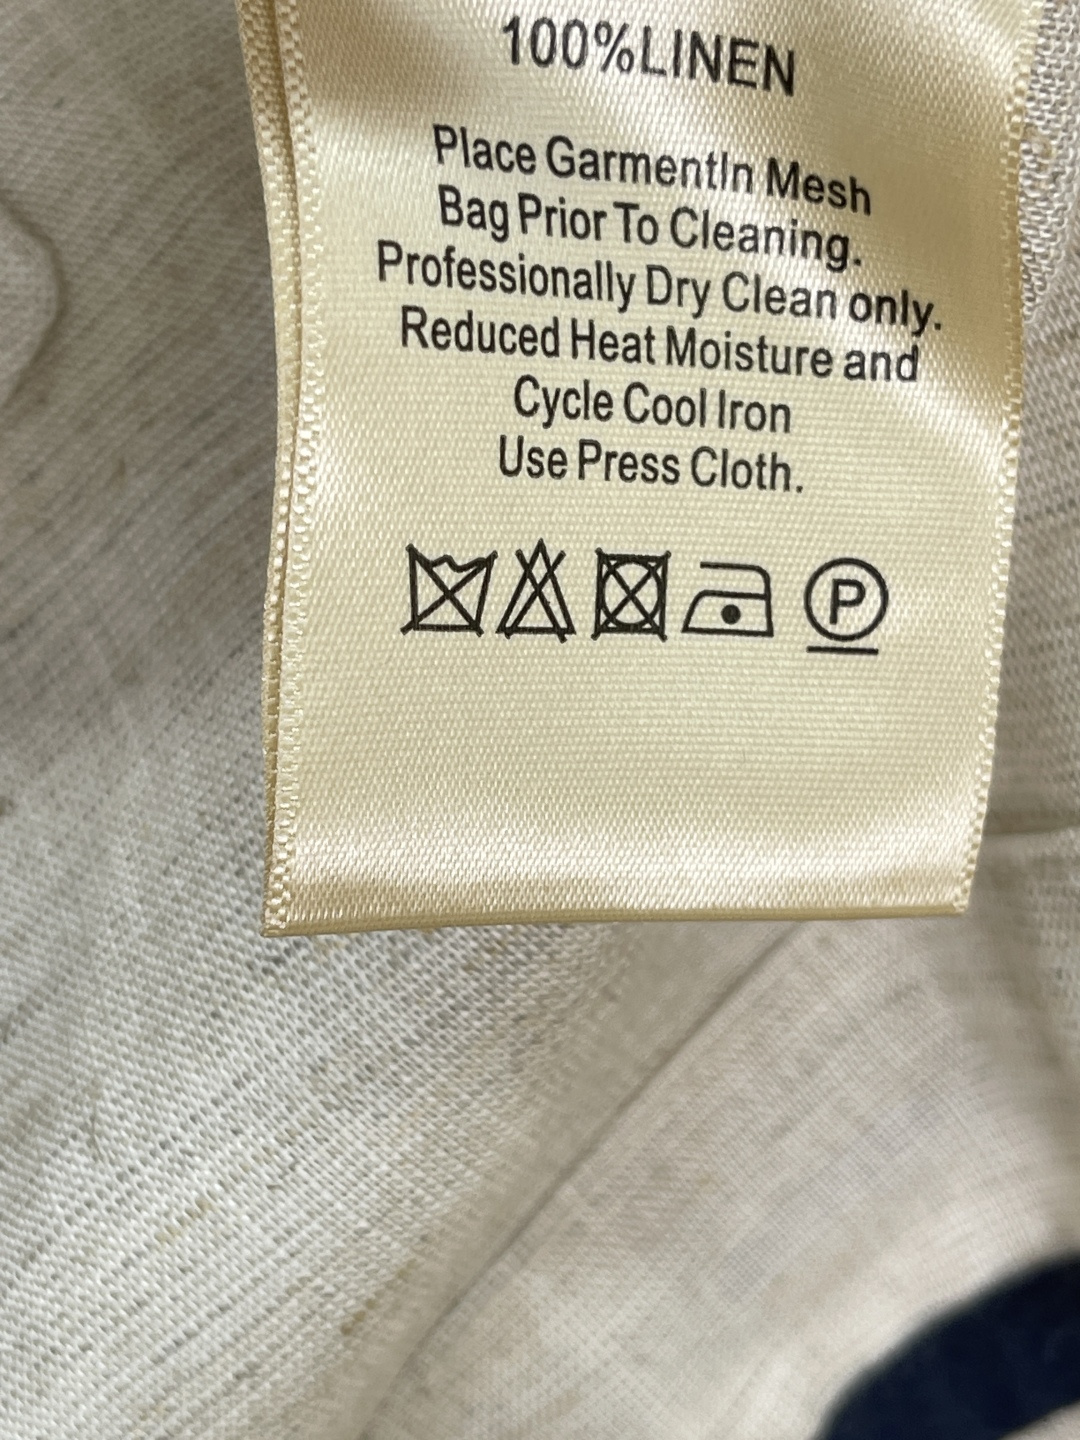 100%LINEN
Place GarmentIn Mesh
Bag Prior To Cleaning.
Professionally Dry Clean only.
Reduced Heat Moisture and
Cycle Cool Iron
Use Press Cloth.
P